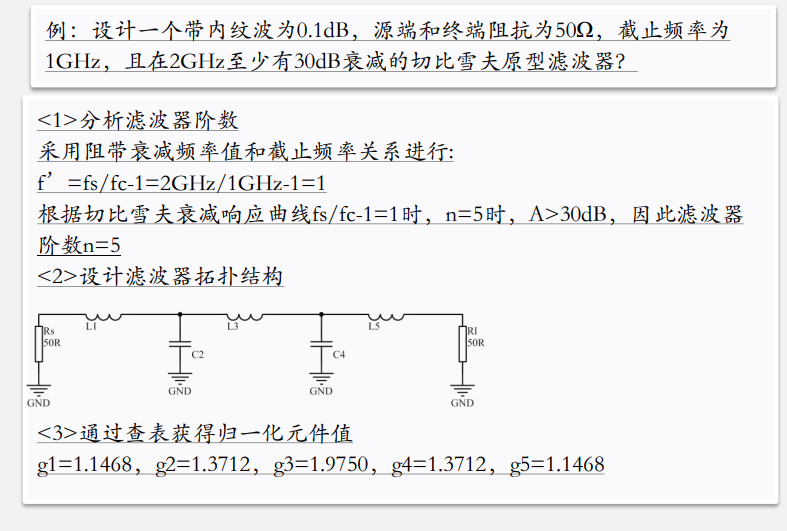 例：设计一个带内纹波为0.1dB，源端和终端阻抗为50Ω，截止频率为
1GHz，且在2GHz至少有30dB衰减的切比雪夫原型滤波器？
<1>分析滤波器阶数
采用阻带衰减频率值和截止频率关系进行:
f’=fs/fc-1=2GHz/1GHz-1=1
根据切比雪夫衰减响应曲线fs/fc-1=1时，n=5时，A>30dB，因此滤波器
阶数n=5
<2>设计滤波器拓扑结构
L1 L3 L5
Rs Rl
50R C2 C4 50R
GND GND GND GND
<3>通过查表获得归一化元件值
g1=1.1468，g2=1.3712，g3=1.9750，g4=1.3712，g5=1.1468